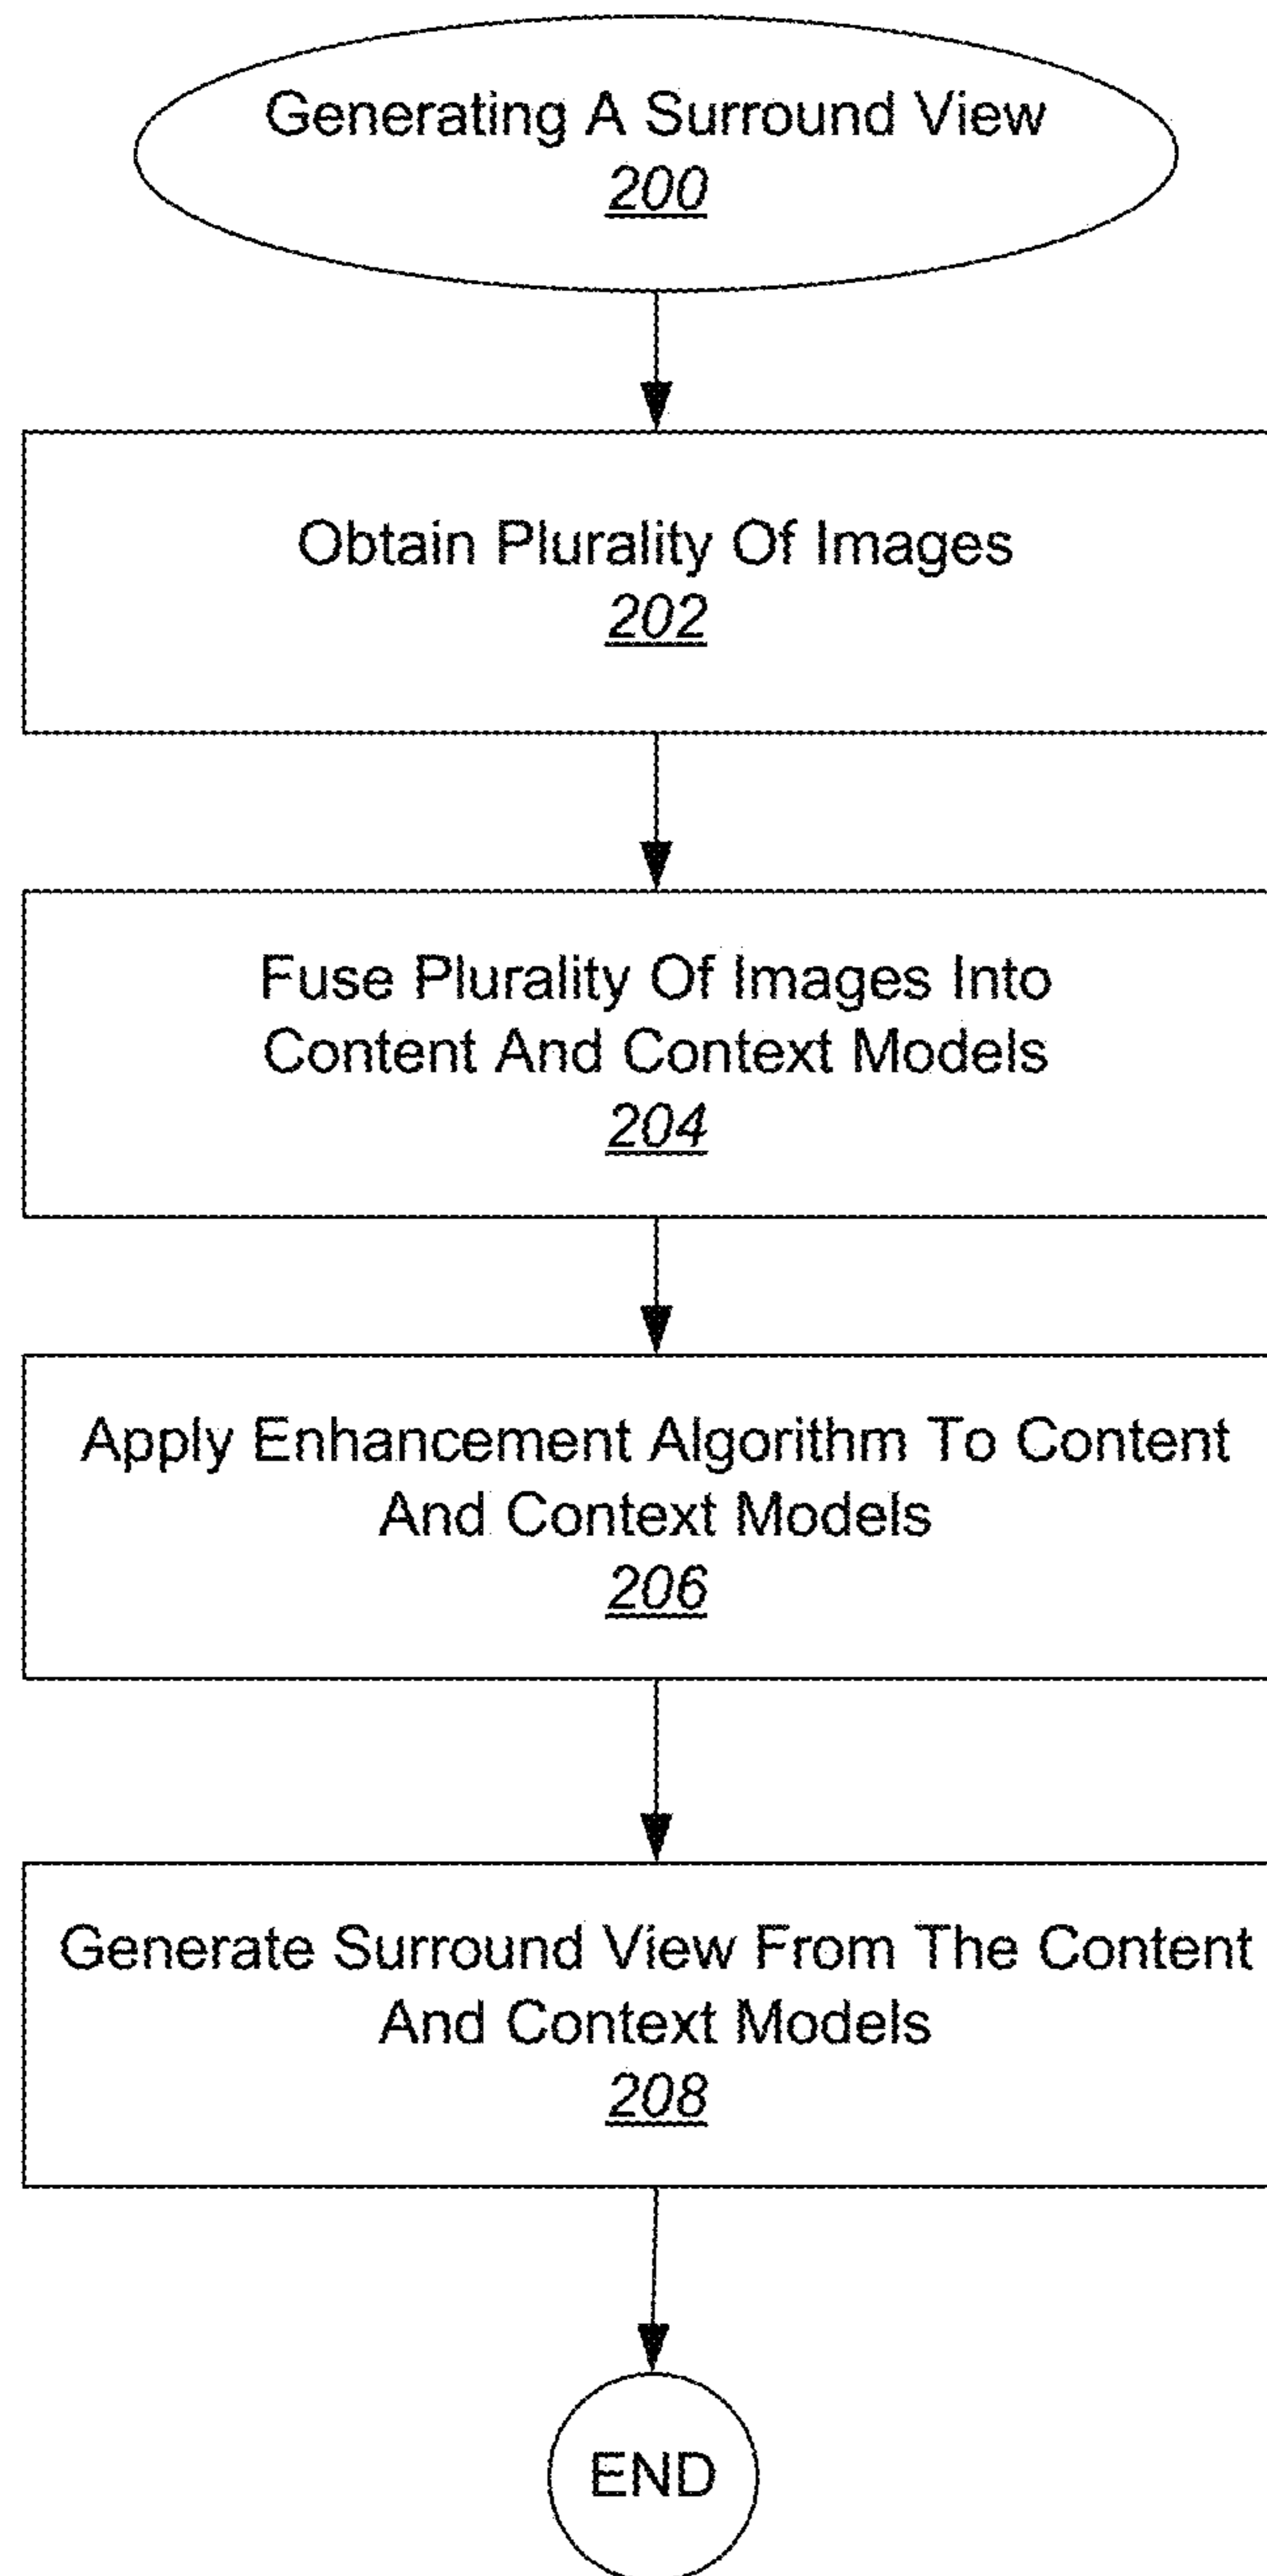 Generating A Surround View
200
Obtain Plurality Of Images
202
Fuse Plurality Of Images Into
Content And Context Models
204
Apply Enhancement Algorithm To Content
And Context Models
206
Generate Surround View From The Content
And Context Models
208
END